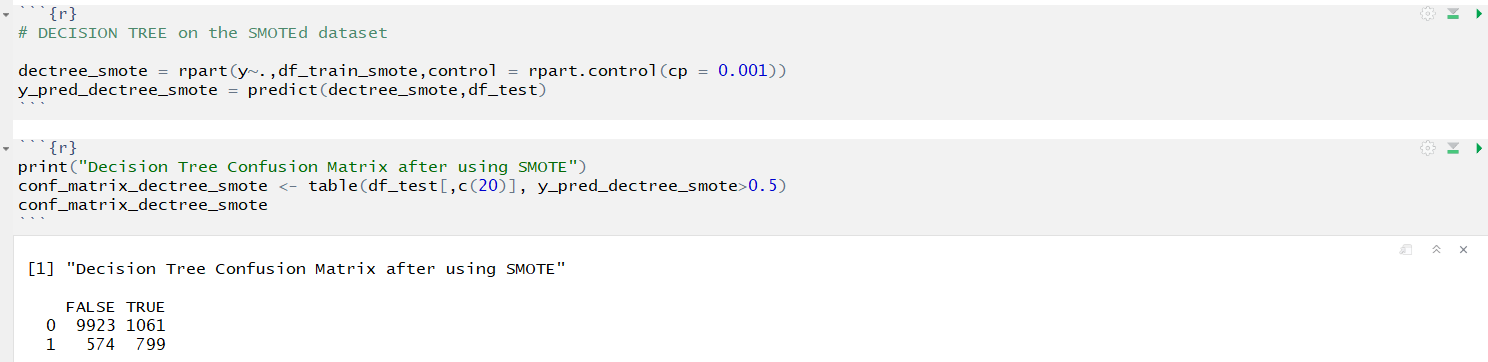 ```{r}
# DECISION TREE on the SMOTEd dataset
dectree_smote = rpart(y~.,df_train_smote,control = rpart.control(cp = 0.001))
y_pred_dectree_smote = predict(dectree_smote,df_test)
```
```{r}
print("Decision Tree Confusion Matrix after using SMOTE")
conf_matrix_dectree_smote <- table(df_test[,c(20)], y_pred_dectree_smote>0.5)
conf_matrix_dectree_smote
```
[1] "Decision Tree Confusion Matrix after using SMOTE"
FALSE TRUE
0 9923 1061
1 574 799